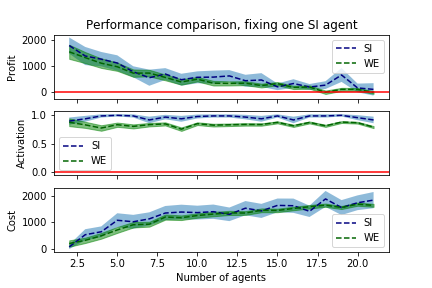 Performance comparison, fixing one SI agent
Profit
2000
1000
0
SI
WE
Activation
1.0
0.5
0.0
SI
WE
Cost
2000
1000
0
SI
WE
2.5 5.0 7.5 10.0 12.5 15.0 17.5 20.0
Number of agents